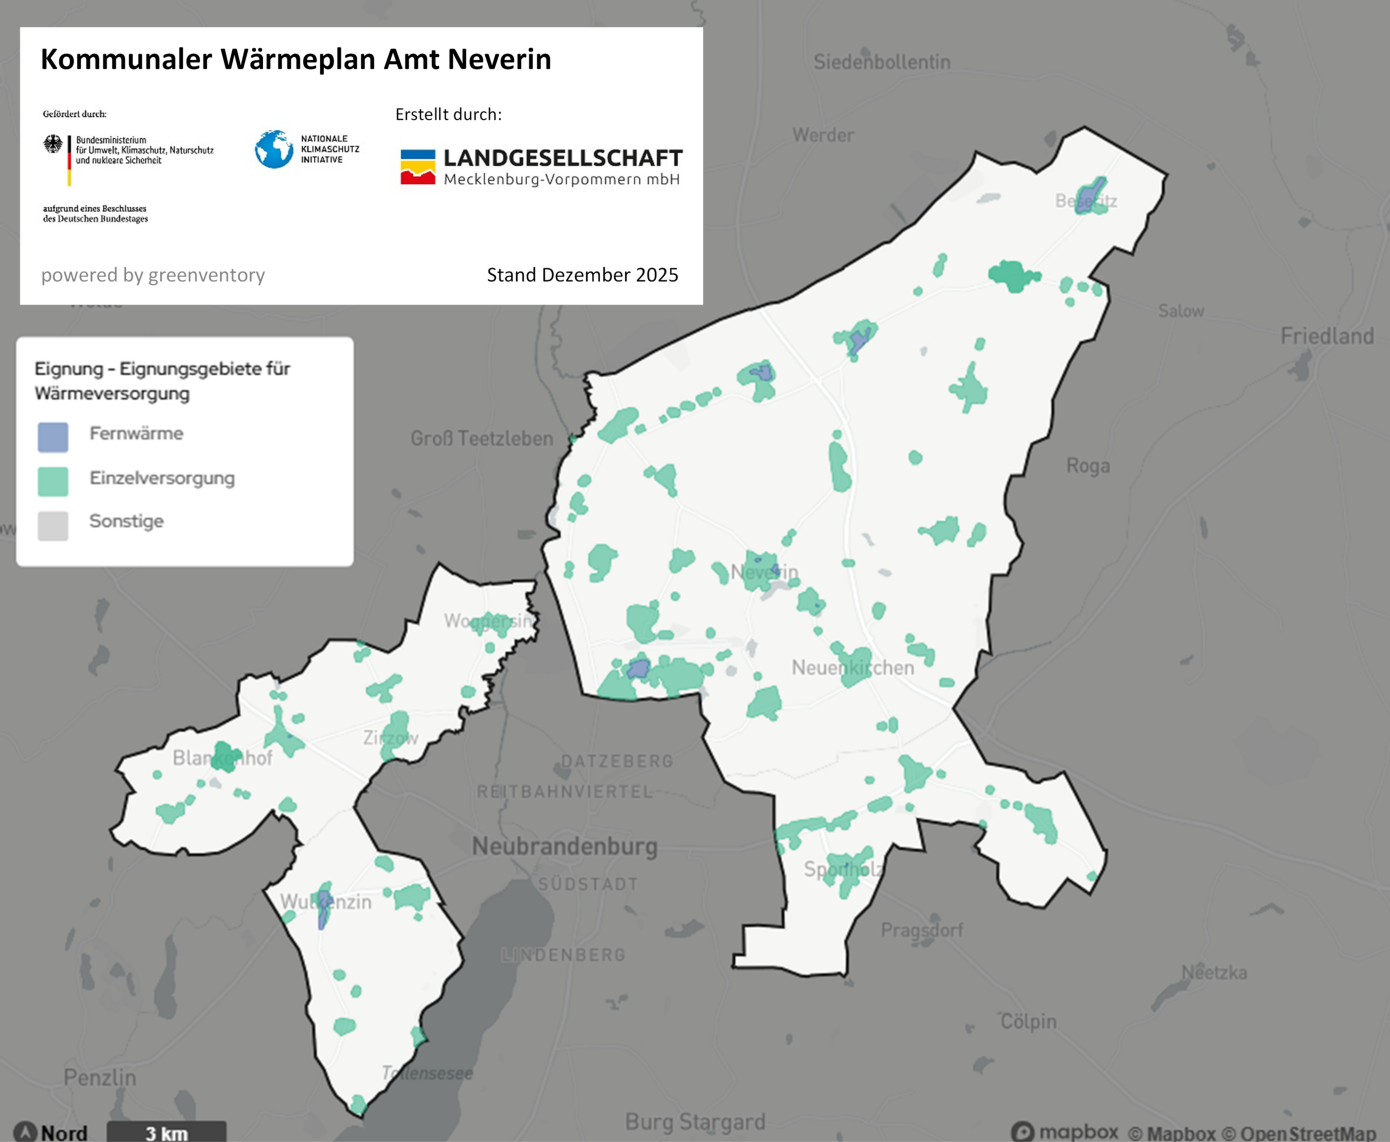 Kommunaler Wärmeplan Amt Neverin
Gefördert durch:
Bundesministerium
für Umwelt, Klimaschutz, Naturschutz
und nukleare Sicherheit
aufgrund eines Beschlusses
des Deutschen Bundestages
NATIONALE
KLIMASCHUTZ
INITIATIVE
Erstellt durch:
LANDGESELLSCHAFT
Mecklenburg-Vorpommern mbH
powered by greenventory
Stand Dezember 2025
Eignung - Eignungsgebiete für
Wärmeversorgung
Fernwärme
Einzelversorgung
Sonstige
Siedenbollentin
Werder
Beseritz
Salow
Friedland
Groß Teetzleben
Roga
Neverin
Woggersin
Neuenkirchen
Zirzow
Blankenhof
DATZEBERG
REITBAHNVIERTEL
Neubrandenburg
Sponholz
SÜDSTADT
Wulkenzin
Pragsdorf
LINDENBERG
Neetzka
Cölpin
Penzlin
Tollensesee
Burg Stargard
Nord
3 km
mapbox © Mapbox © OpenStreetMap